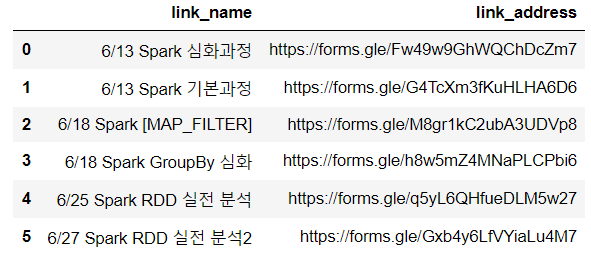 link_name link_address
0 6/13 Spark 심화과정 https://forms.gle/Fw49w9GhWQChDcZm7
1 6/13 Spark 기본과정 https://forms.gle/G4TcXm3fKuHLHA6D6
2 6/18 Spark [MAP_FILTER] https://forms.gle/M8gr1kC2ubA3UDVp8
3 6/18 Spark GroupBy 심화 https://forms.gle/h8w5mZ4MNaPLCPbi6
4 6/25 Spark RDD 실전 분석 https://forms.gle/q5yL6QHfueDLM5w27
5 6/27 Spark RDD 실전 분석2 https://forms.gle/Gxb4y6LfVYiaLu4M7